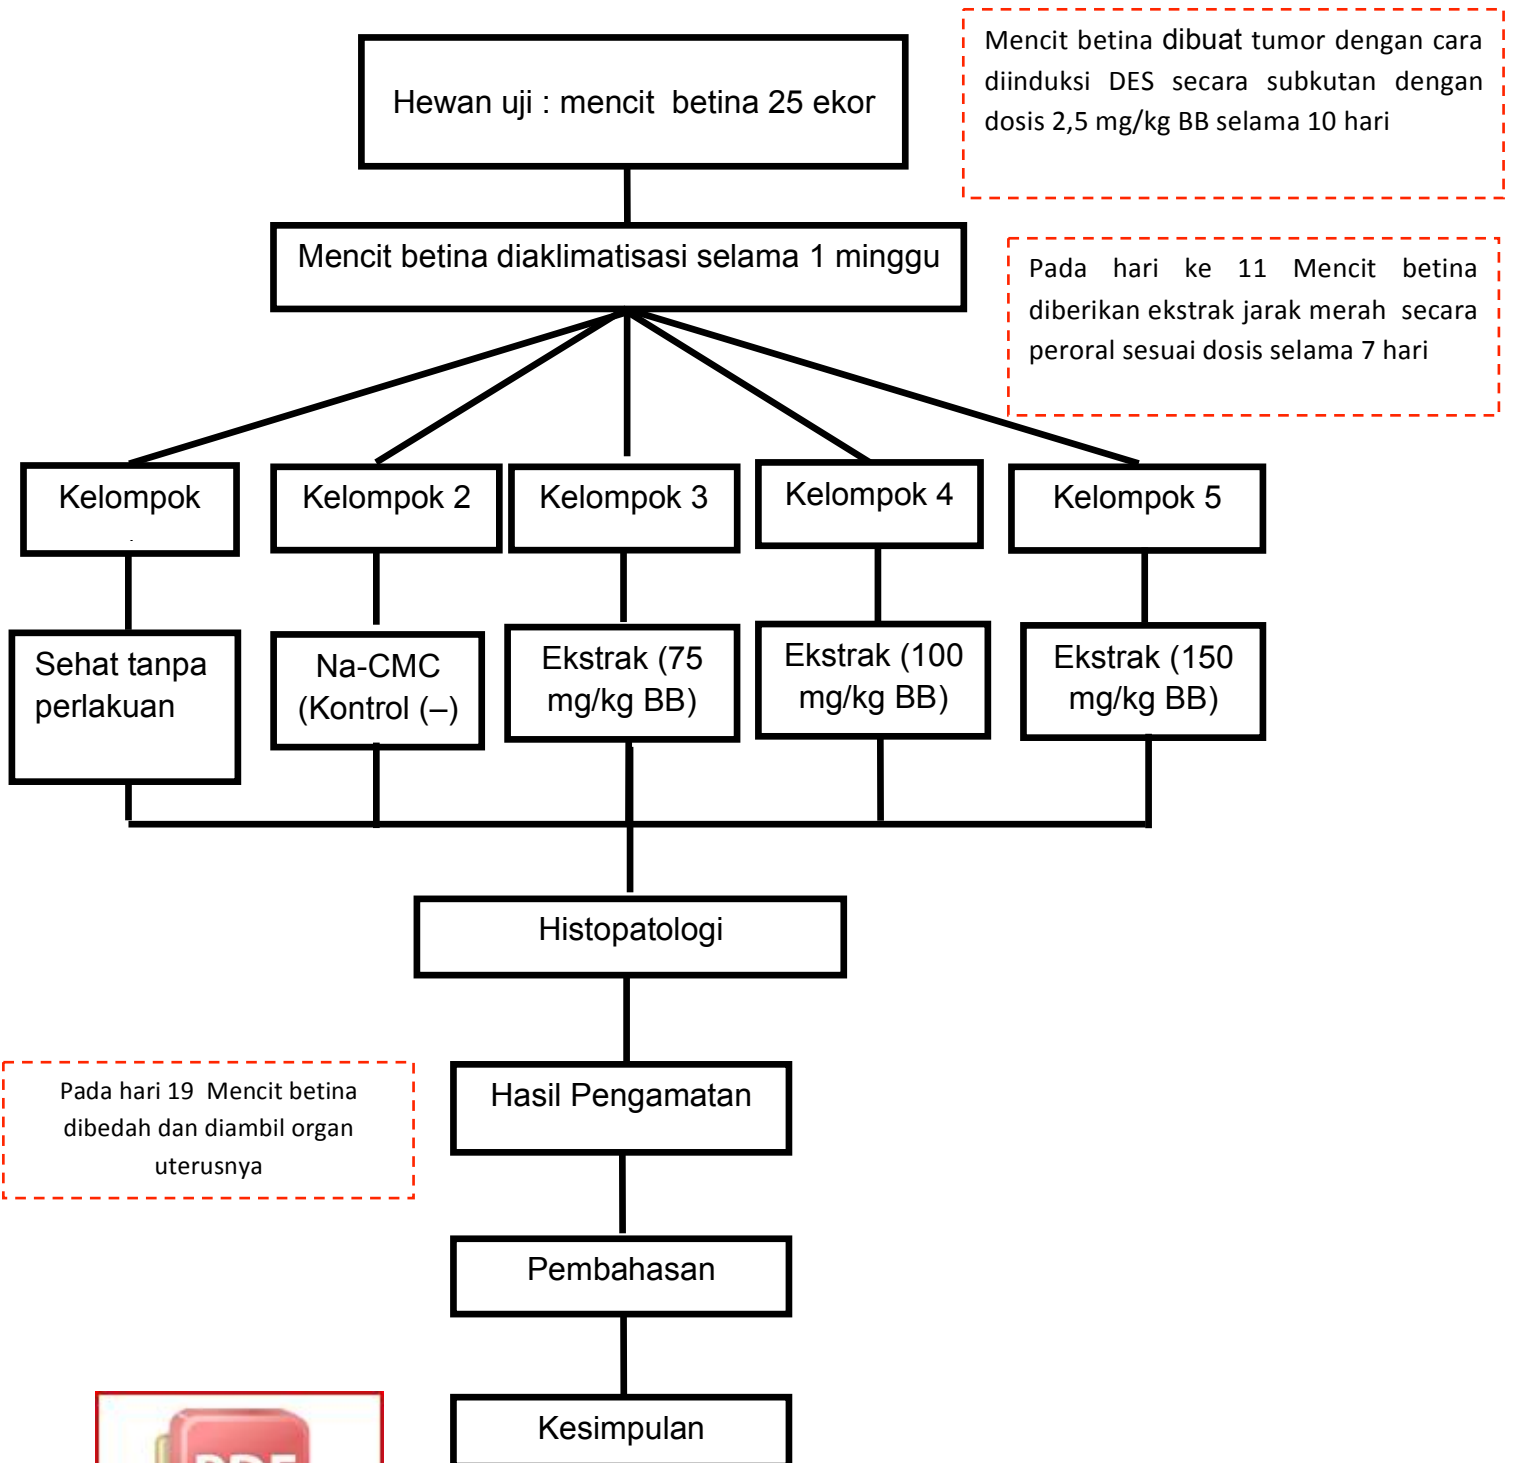 Hewan uji : mencit betina 25 ekor
Mencit betina dibuat tumor dengan cara
diinduksi DES secara subkutan dengan
dosis 2,5 mg/kg BB selama 10 hari
Mencit betina diaklimatisasi selama 1 minggu
Pada hari ke 11 Mencit betina
diberikan ekstrak jarak merah secara
peroral sesuai dosis selama 7 hari
Kelompok
Kelompok 2
Kelompok 3
Kelompok 4
Kelompok 5
Sehat tanpa
perlakuan
Na-CMC
(Kontrol (–)
Ekstrak (75
mg/kg BB)
Ekstrak (100
mg/kg BB)
Ekstrak (150
mg/kg BB)
Histopatologi
Pada hari 19 Mencit betina
dibedah dan diambil organ
uterusnya
Hasil Pengamatan
Pembahasan
Kesimpulan
PDF